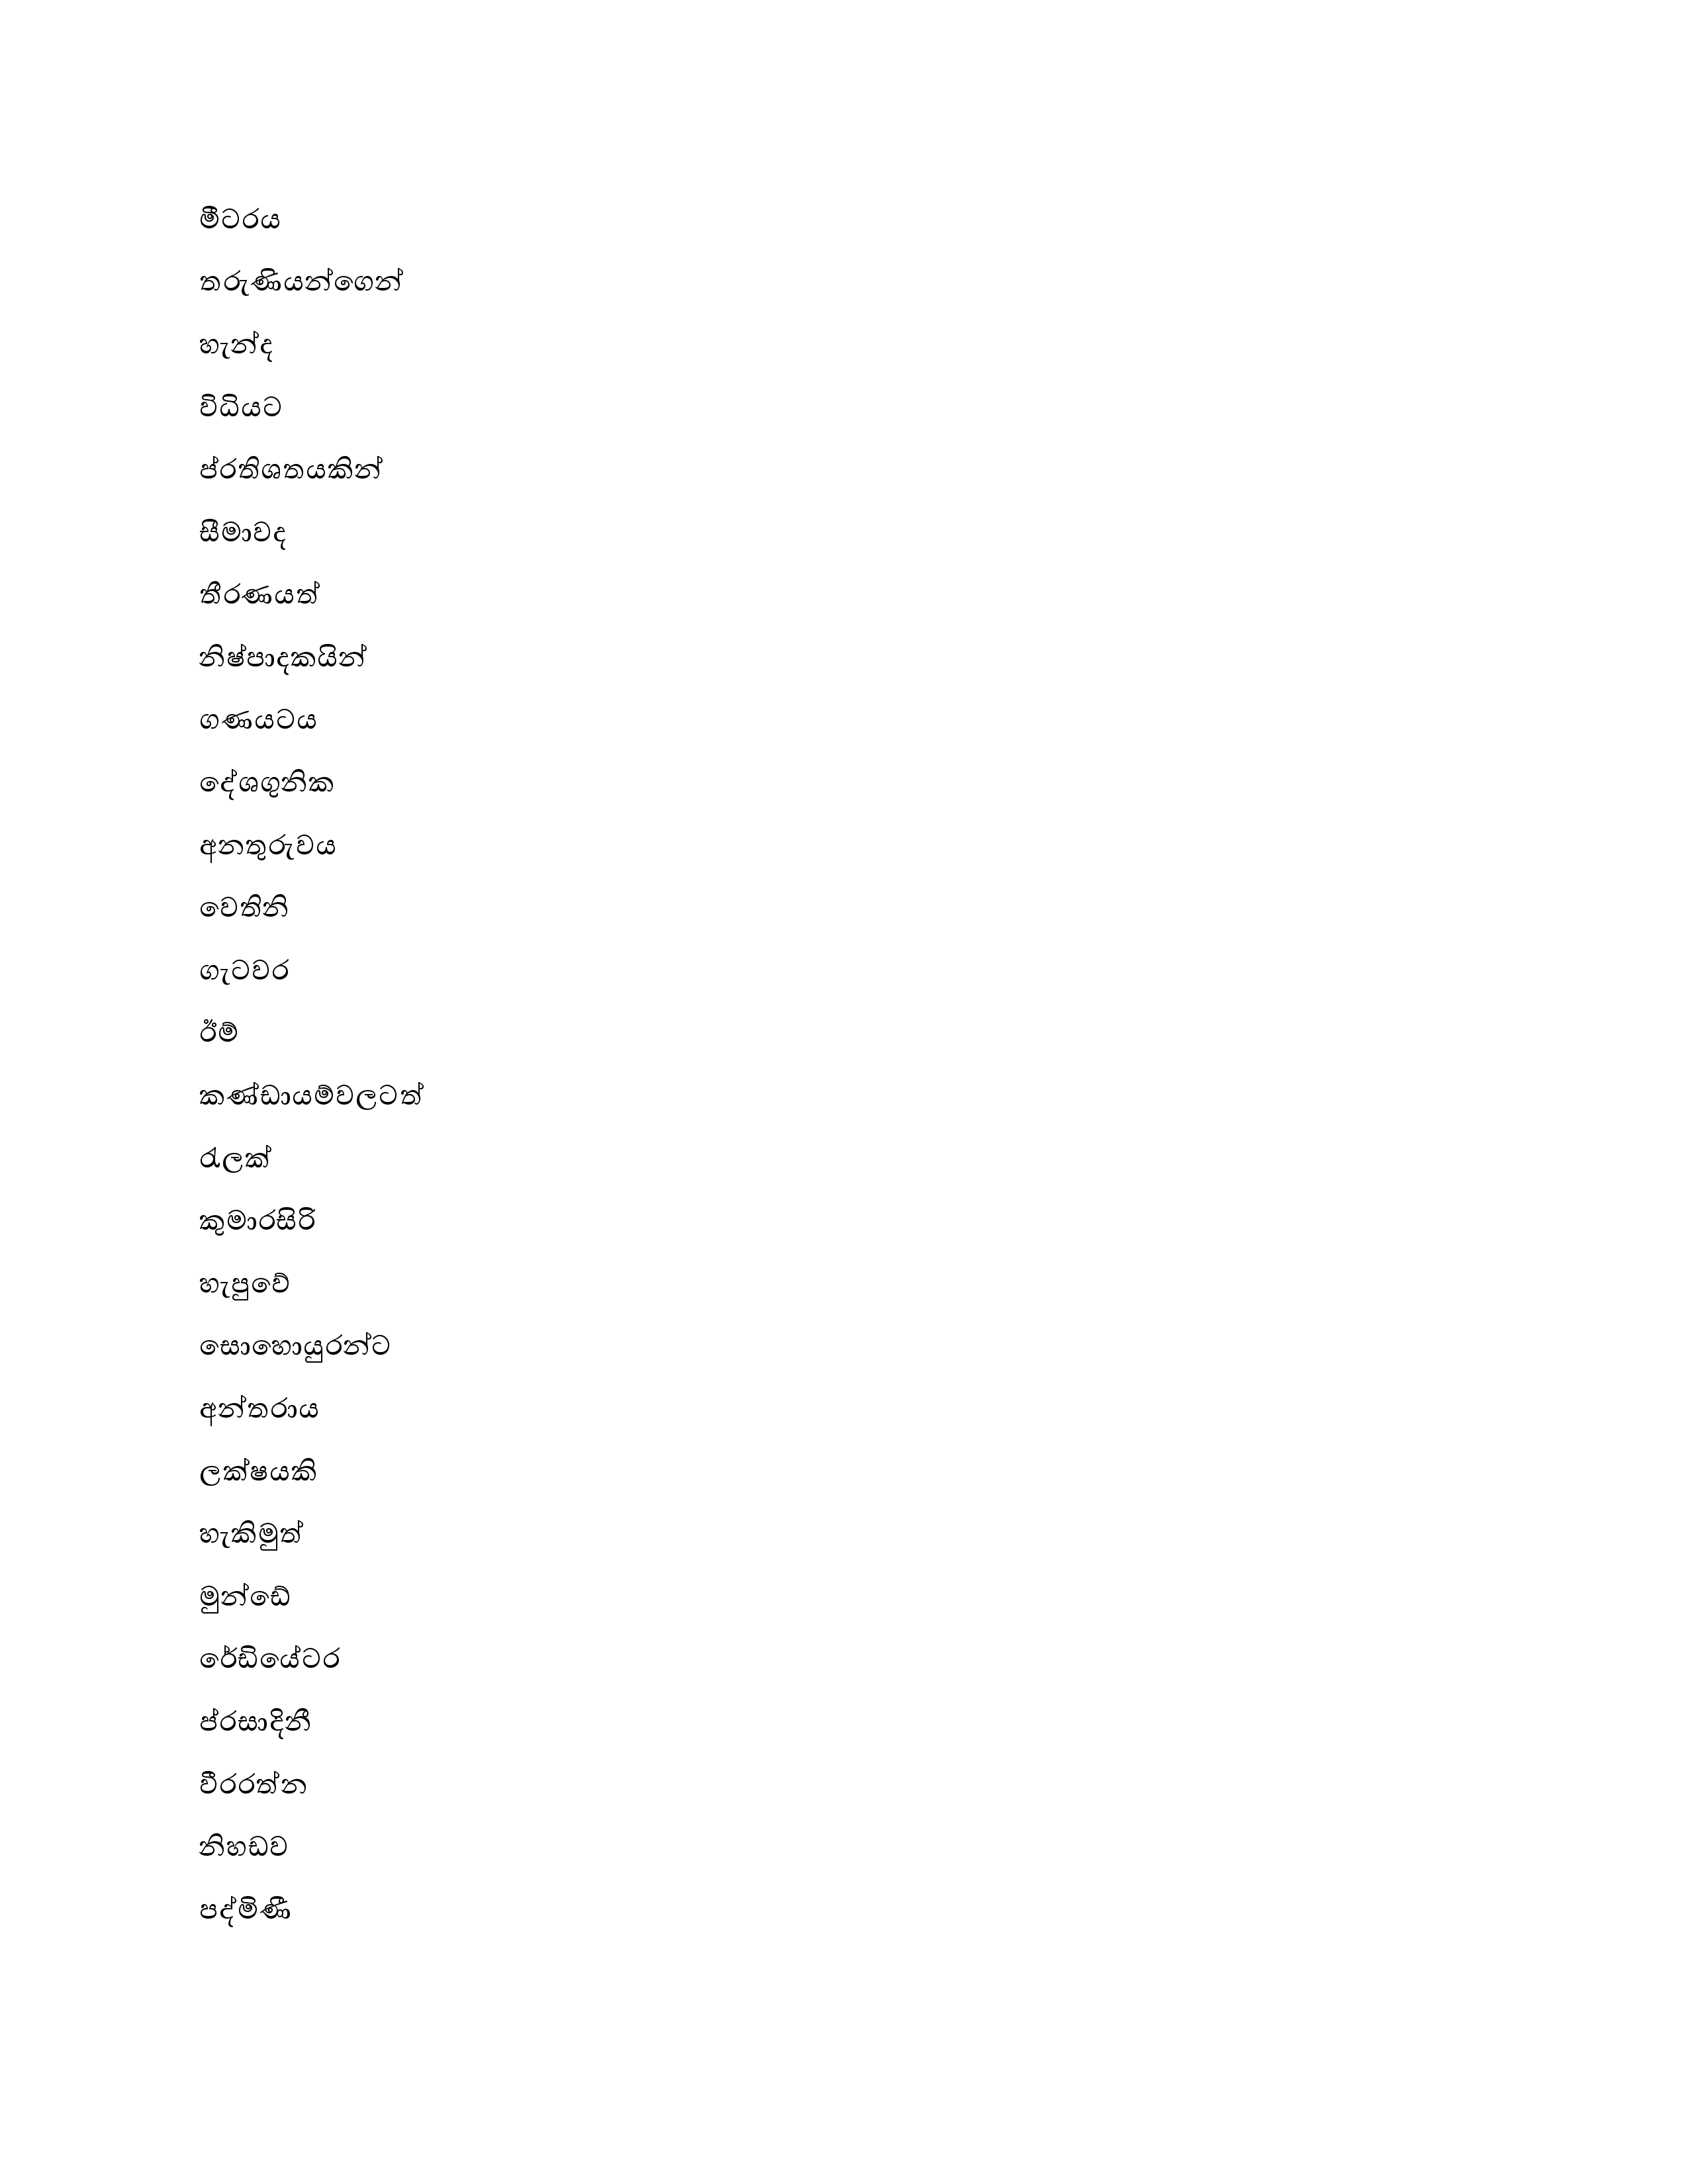 මීටරය
තරුණියන්ගෙන්
හැන්ද
විධියට
ප්රතිශතයකින්
සීමාවද
තීරණයත්
නිෂ්පාදකයින්
ගණයටය
දේශගුනික
අනතුරුවය
වෙතිනි
ගැටවර
ඊම්
කණ්ඩායම්වලටත්
රැලක්
කුමාරසිරි
හැපුවේ
සොහොයුරන්ට
අන්තරාය
ලක්ෂයකි
හැකිමුත්
මුන්ඩේ
රේඩියේටර
ප්රසාදිනී
වීරරත්න
නිහඩව
පද්මිණී